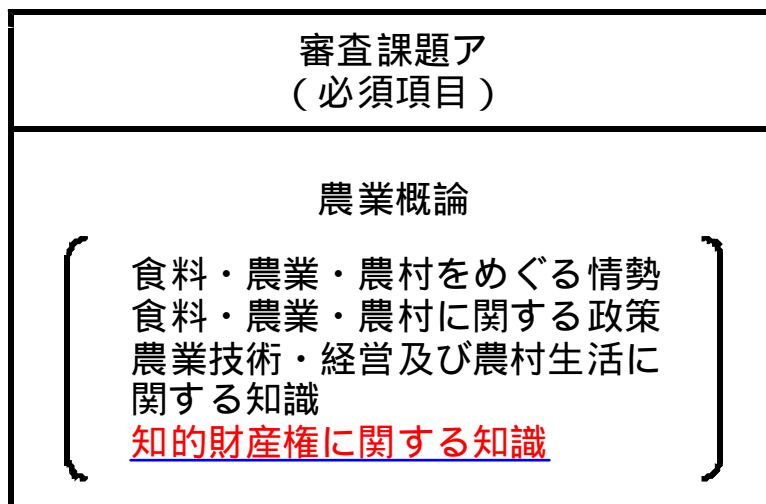 審査課題ア
（必須項目）
農業概論
食料・農業・農村をめぐる情勢
食料・農業・農村に関する政策
農業技術・経営及び農村生活に
関する知識
知的財産権に関する知識